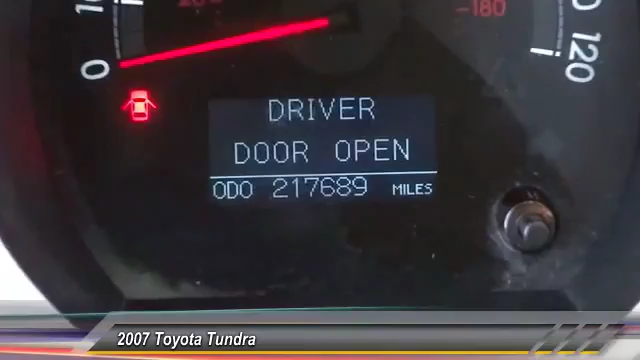 0
120
-180
DRIVER
DOOR OPEN
ODO 217689 MILES
2007 Toyota Tundra